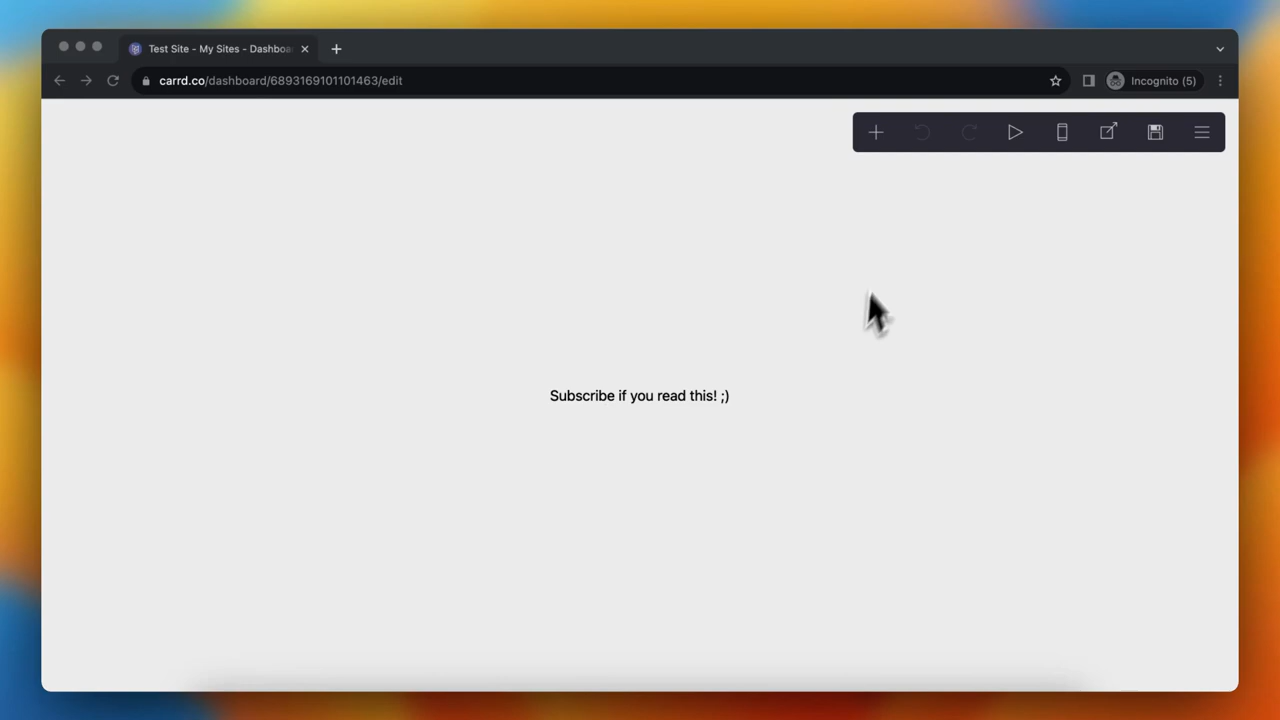 Test Site - My Sites - Dashboa
carrd.co/dashboard/6893169101101463/edit
Incognito (5)
Subscribe if you read this! ;)